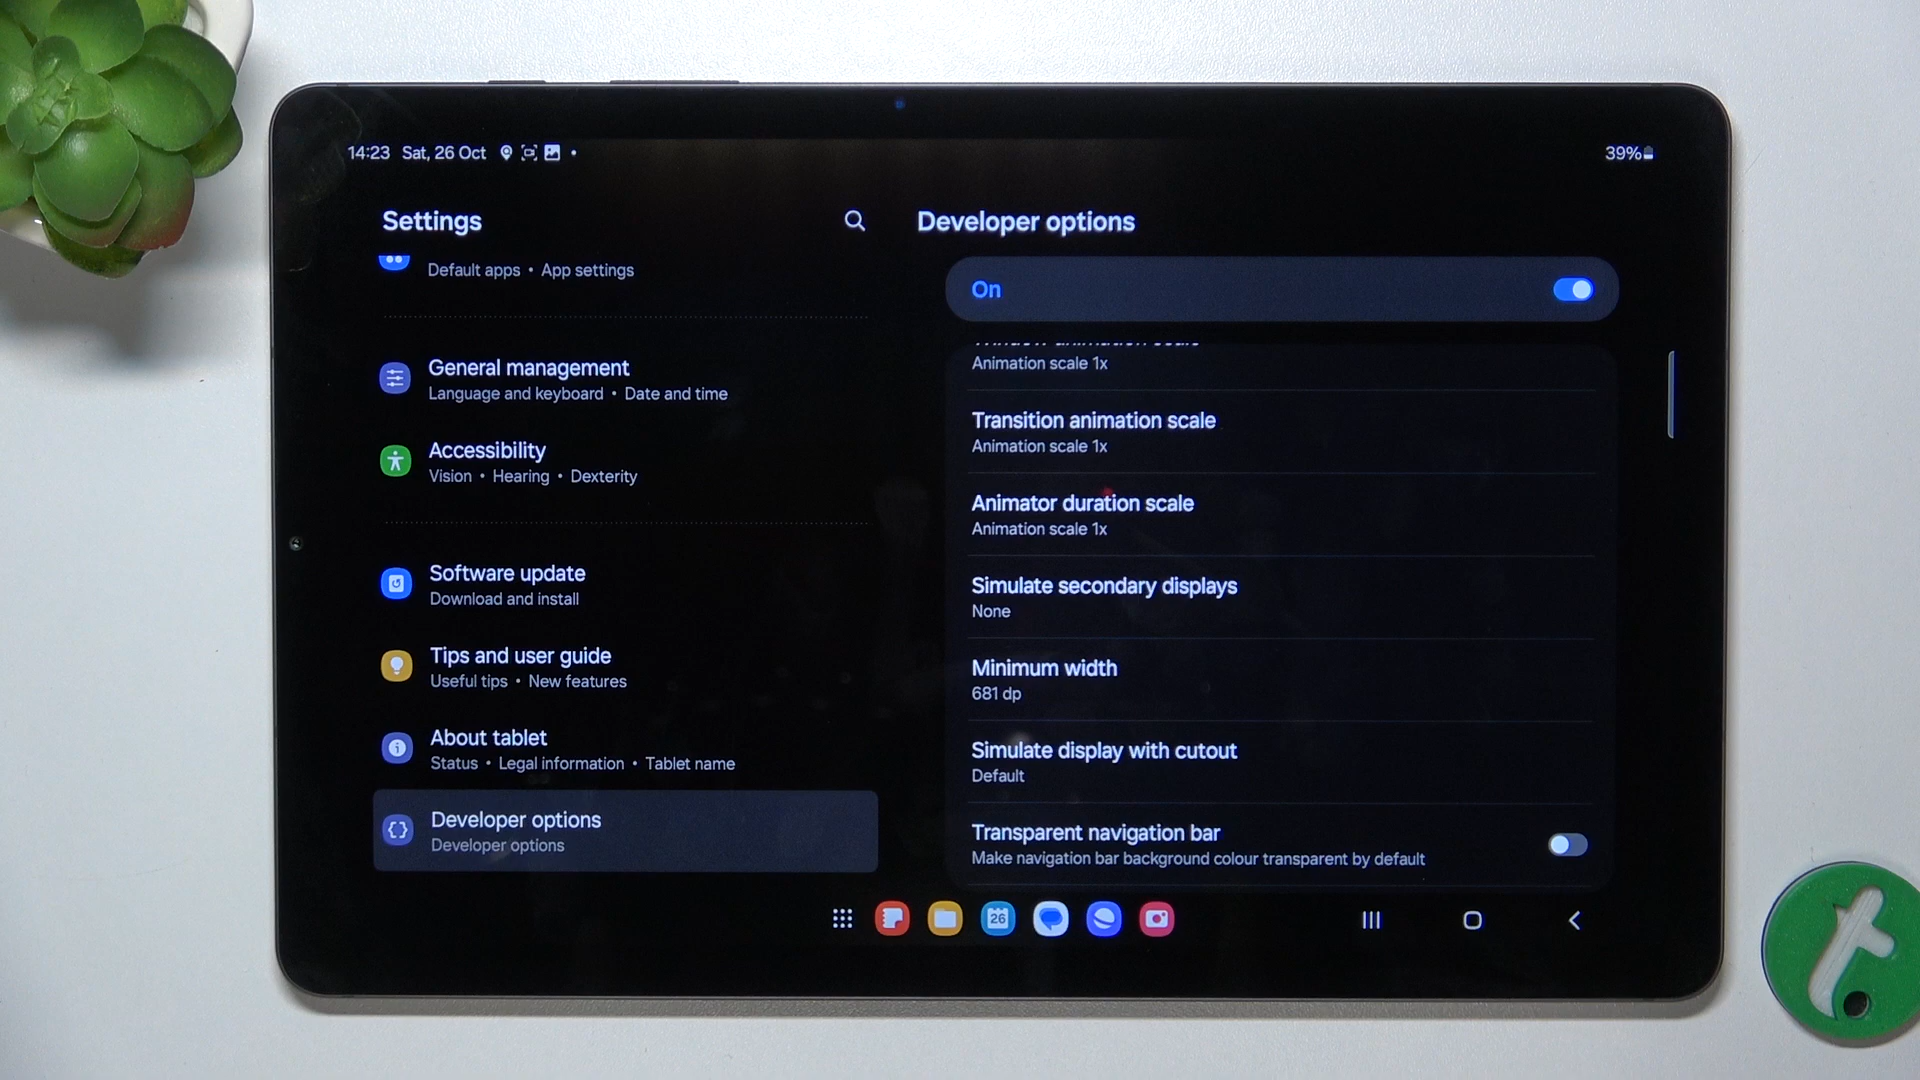 14:23 Sat, 26 Oct
39%
Settings
Default apps • App settings
General management
Language and keyboard • Date and time
Accessibility
Vision • Hearing • Dexterity
Software update
Download and install
Tips and user guide
Useful tips • New features
About tablet
Status • Legal information • Tablet name
Developer options
Developer options
Developer options
On
Window animation scale
Animation scale 1x
Transition animation scale
Animation scale 1x
Animator duration scale
Animation scale 1x
Simulate secondary displays
None
Minimum width
681 dp
Simulate display with cutout
Default
Transparent navigation bar
Make navigation bar background colour transparent by default
26
t